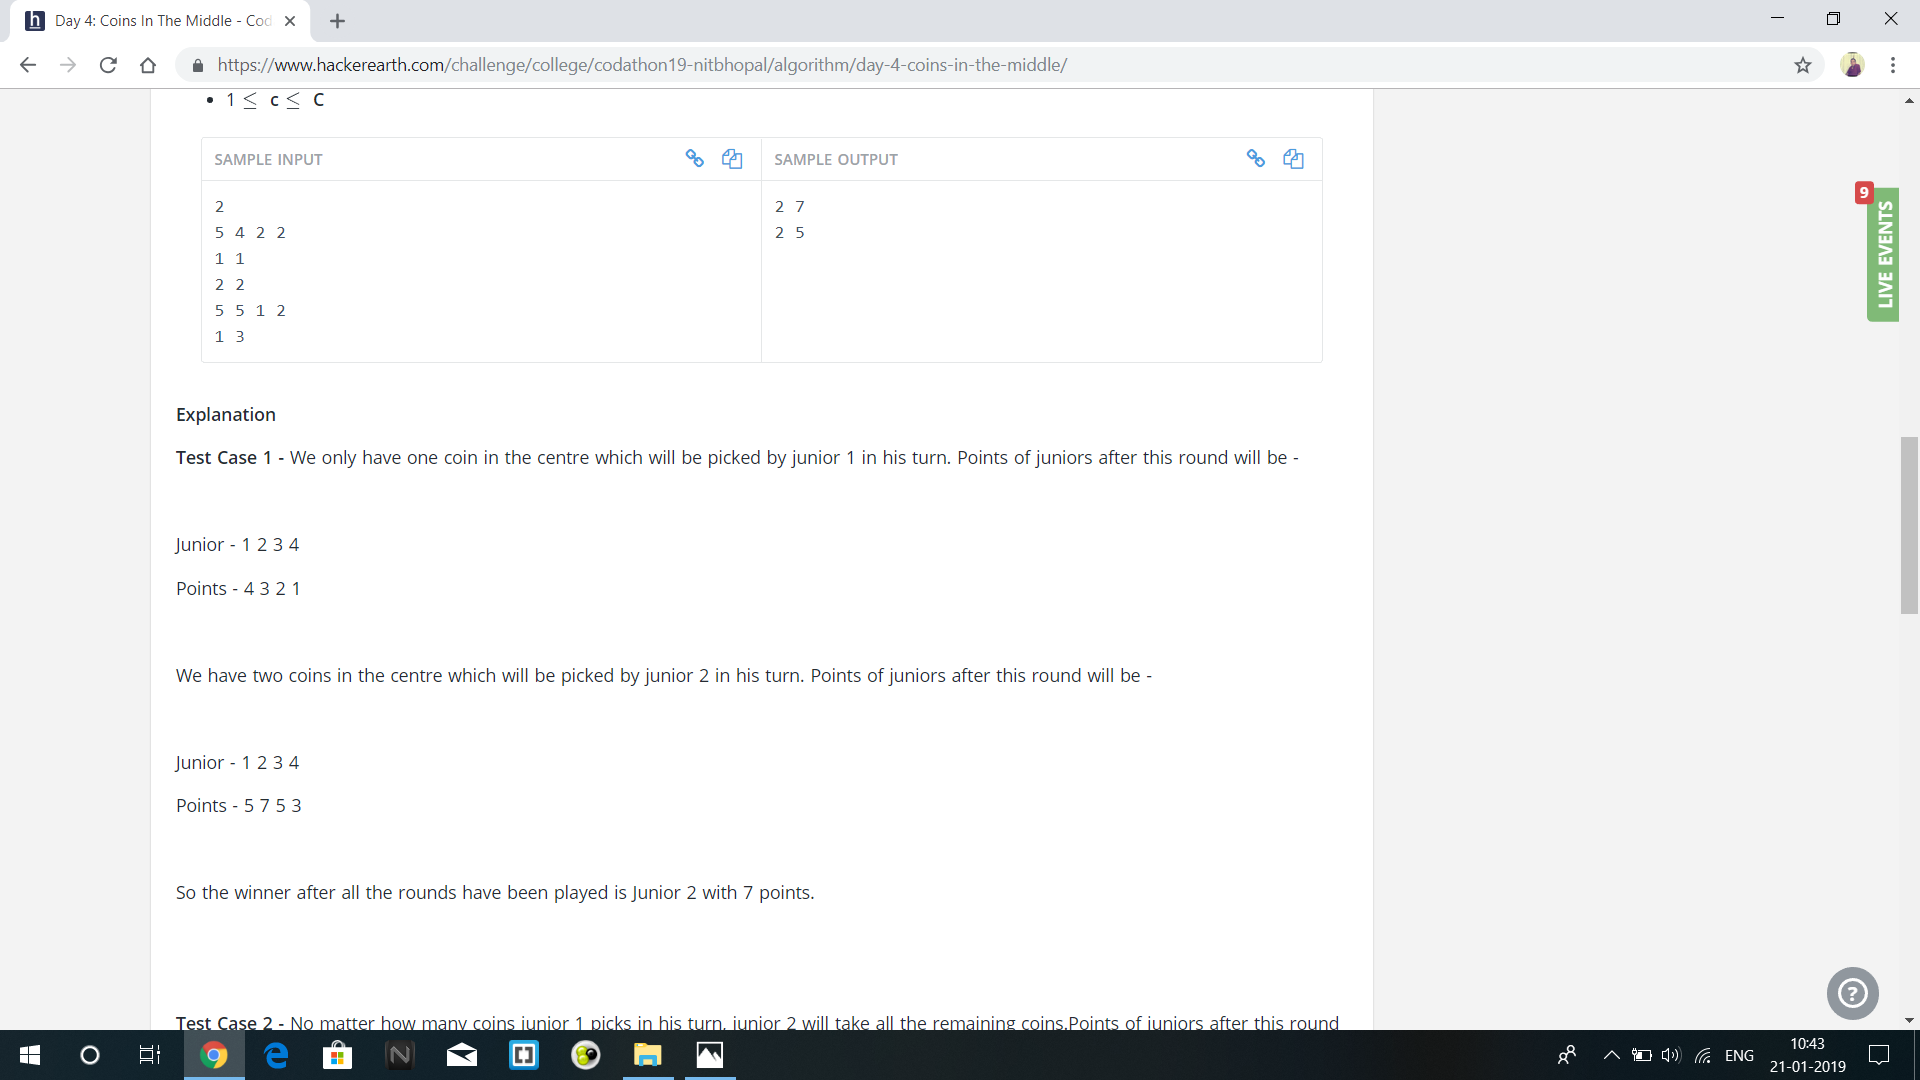 Day 4: Coins In The Middle - Cod
https://www.hackerearth.com/challenge/college/codathon19-nitbhopal/algorithm/day-4-coins-in-the-middle/
• 1 ≤ c ≤ C
SAMPLE INPUT
2
5 4 2 2
1 1
2 2
5 5 1 2
1 3
SAMPLE OUTPUT
2 7
2 5
9
LIVE EVENTS
Explanation
Test Case 1 - We only have one coin in the centre which will be picked by junior 1 in his turn. Points of juniors after this round will be -
Junior - 1 2 3 4
Points - 4 3 2 1
We have two coins in the centre which will be picked by junior 2 in his turn. Points of juniors after this round will be -
Junior - 1 2 3 4
Points - 5 7 5 3
So the winner after all the rounds have been played is Junior 2 with 7 points.
Test Case 2 - No matter how many coins junior 1 picks in his turn, junior 2 will take all the remaining coins.Points of juniors after this round
ENG
10:43
21-01-2019